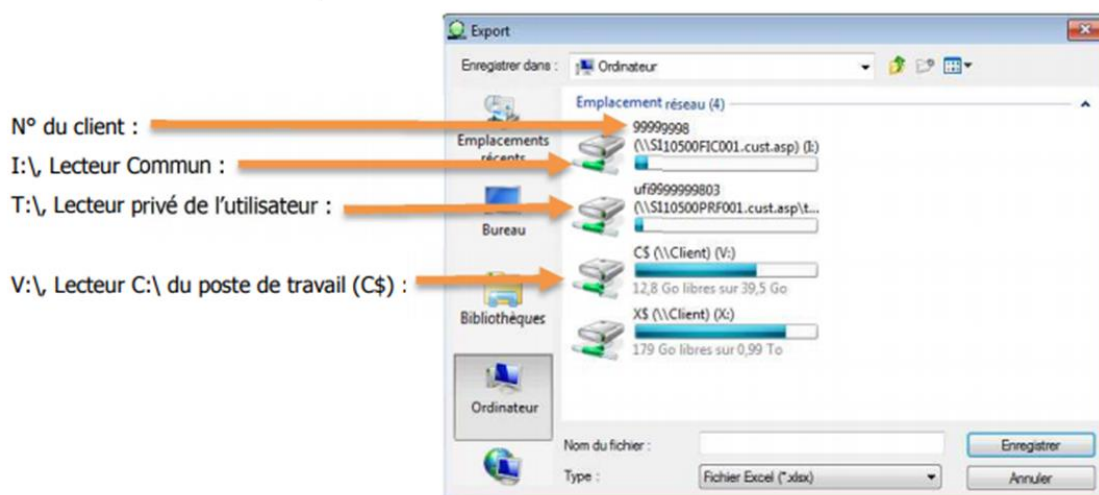 N° du client :
I:\, Lecteur Commun :
T:\, Lecteur privé de l'utilisateur :
V:\, Lecteur C:\ du poste de travail (C$) :
Export
Enregistrer dans :
Ordinateur
Emplacements
récents
Bureau
Bibliothèques
Ordinateur
Emplacement réseau (4)
99999998
(\\S110500FIC001.cust.asp) (I:)
ufi9999999803
(\\S110500PRF001.cust.asp\t...
C$ (\\Client) (V:)
12,8 Go libres sur 39,5 Go
X$ (\\Client) (X:)
179 Go libres sur 0,99 To
Nom du fichier :
Enregistrer
Type :
Fichier Excel (*.xlsx)
Annuler